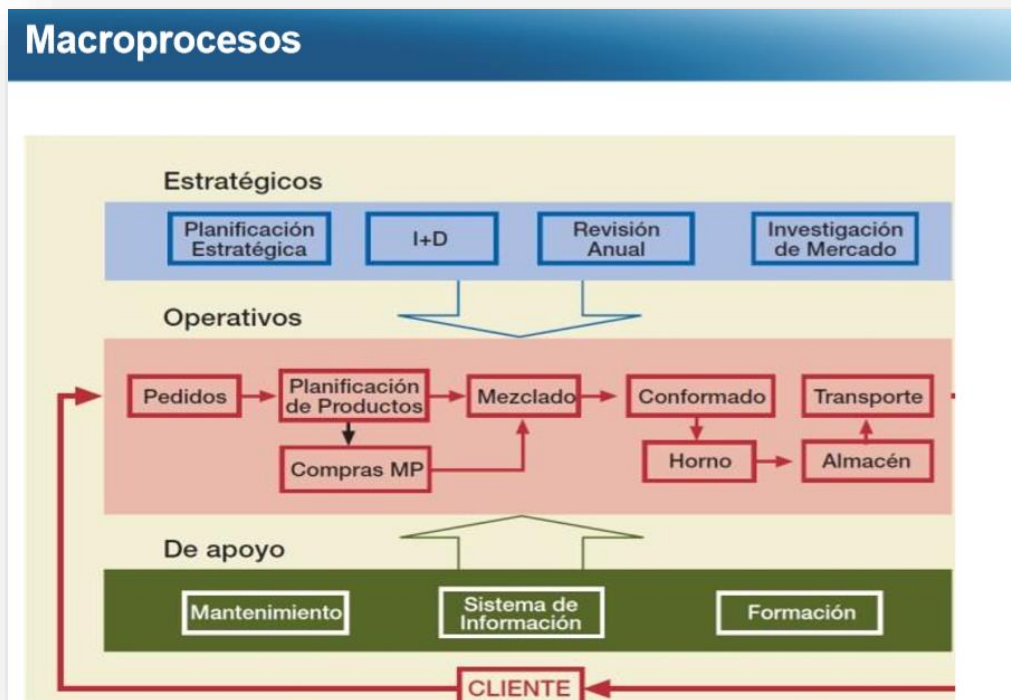 Macroprocesos
Estratégicos
Planificación
Estratégica
I+D
Revisión
Anual
Investigación
de Mercado
Operativos
Pedidos
Planificación
de Productos
Mezclado
Conformado
Transporte
Compras MP
Horno
Almacén
De apoyo
Mantenimiento
Sistema de
Información
Formación
CLIENTE